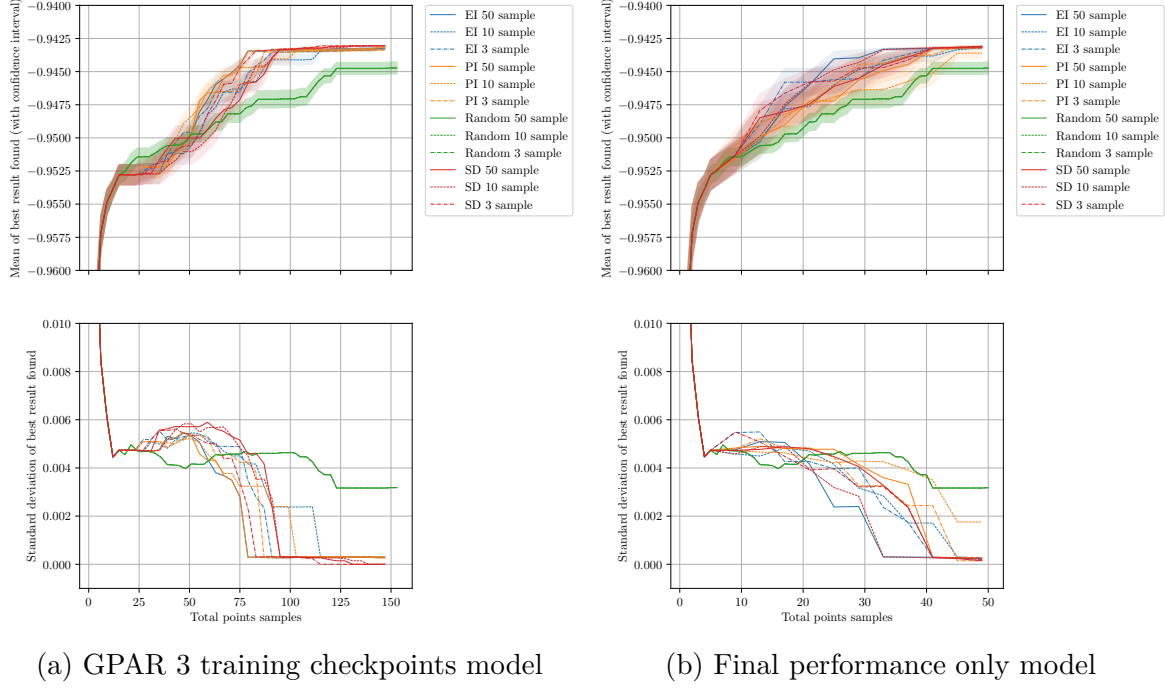 Mean of best result found (with confidence interval)
−0.9400
−0.9425
−0.9450
−0.9475
−0.9500
−0.9525
−0.9550
−0.9575
−0.9600
EI 50 sample
EI 10 sample
EI 3 sample
PI 50 sample
PI 10 sample
PI 3 sample
Random 50 sample
Random 10 sample
Random 3 sample
SD 50 sample
SD 10 sample
SD 3 sample
Standard deviation of best result found
0.010
0.008
0.006
0.004
0.002
0.000
0 25 50 75 100 125 150
Total points samples
(a) GPAR 3 training checkpoints model
Mean of best result found (with confidence interval)
−0.9400
−0.9425
−0.9450
−0.9475
−0.9500
−0.9525
−0.9550
−0.9575
−0.9600
EI 50 sample
EI 10 sample
EI 3 sample
PI 50 sample
PI 10 sample
PI 3 sample
Random 50 sample
Random 10 sample
Random 3 sample
SD 50 sample
SD 10 sample
SD 3 sample
Standard deviation of best result found
0.010
0.008
0.006
0.004
0.002
0.000
0 10 20 30 40 50
Total points samples
(b) Final performance only model